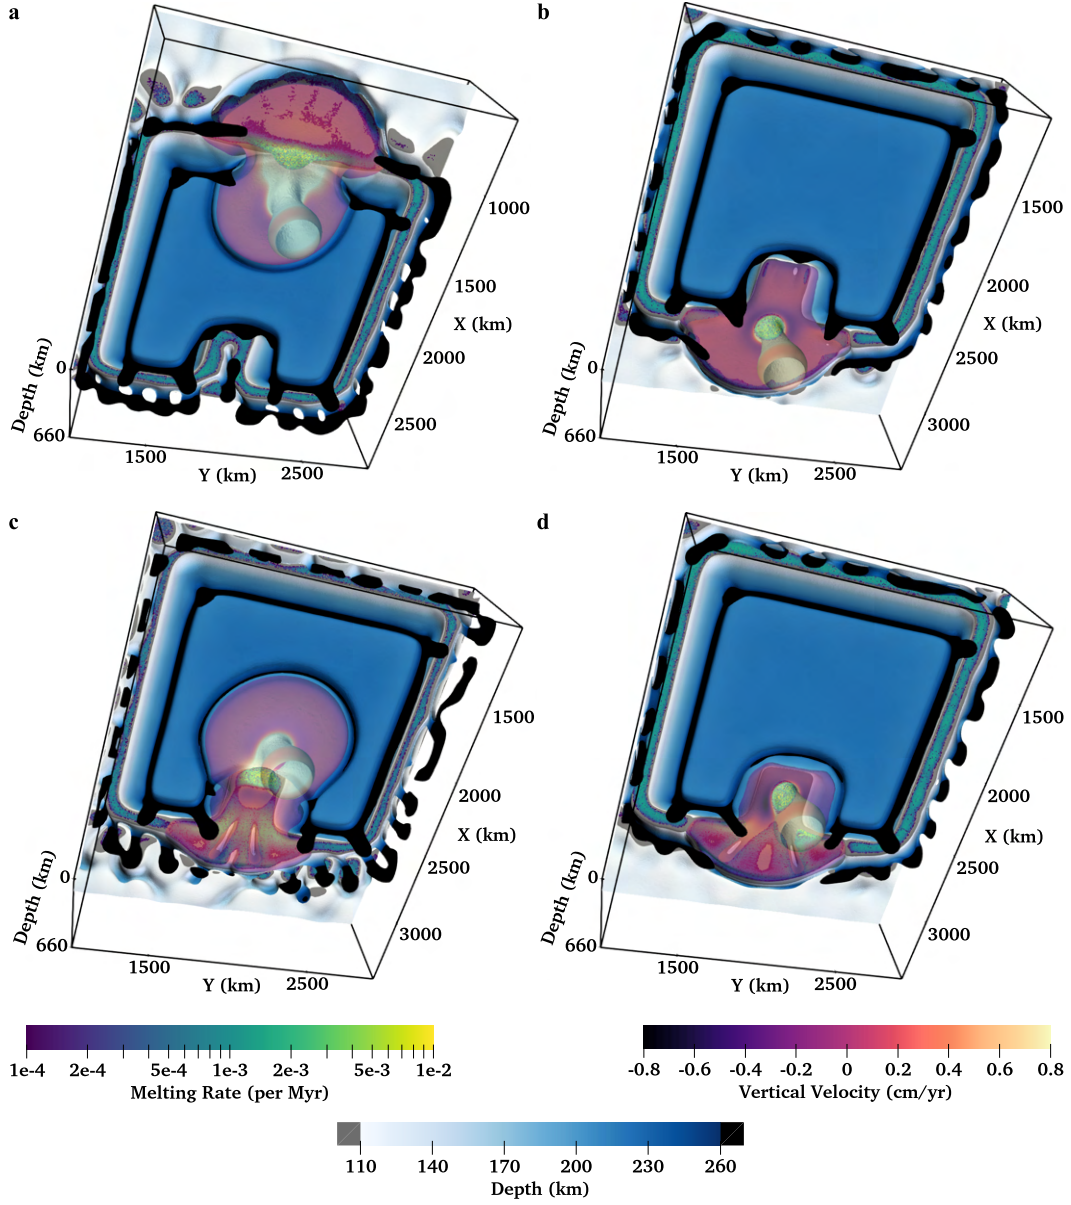 a
b
1000
1500
X (km)
2000
2500
Depth (km)
0
660
1500
Y (km)
2500
1500
2000
X (km)
2500
3000
Depth (km)
0
660
1500
Y (km)
2500
c
d
1500
2000
X (km)
2500
3000
Depth (km)
0
660
1500
Y (km)
2500
1500
2000
X (km)
2500
3000
Depth (km)
0
660
1500
Y (km)
2500
1e-4 2e-4 5e-4 1e-3 2e-3 5e-3 1e-2
Melting Rate (per Myr)
-0.8 -0.6 -0.4 -0.2 0 0.2 0.4 0.6 0.8
Vertical Velocity (cm/yr)
110 140 170 200 230 260
Depth (km)